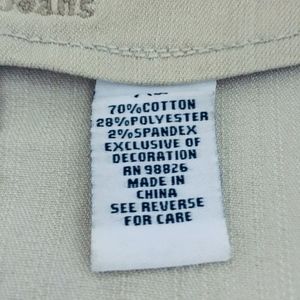 70%COTTON
28%POLYESTER
2%SPANDEX
EXCLUSIVE OF
DECORATION
RN 98826
MADE IN
CHINA
SEE REVERSE
FOR CARE